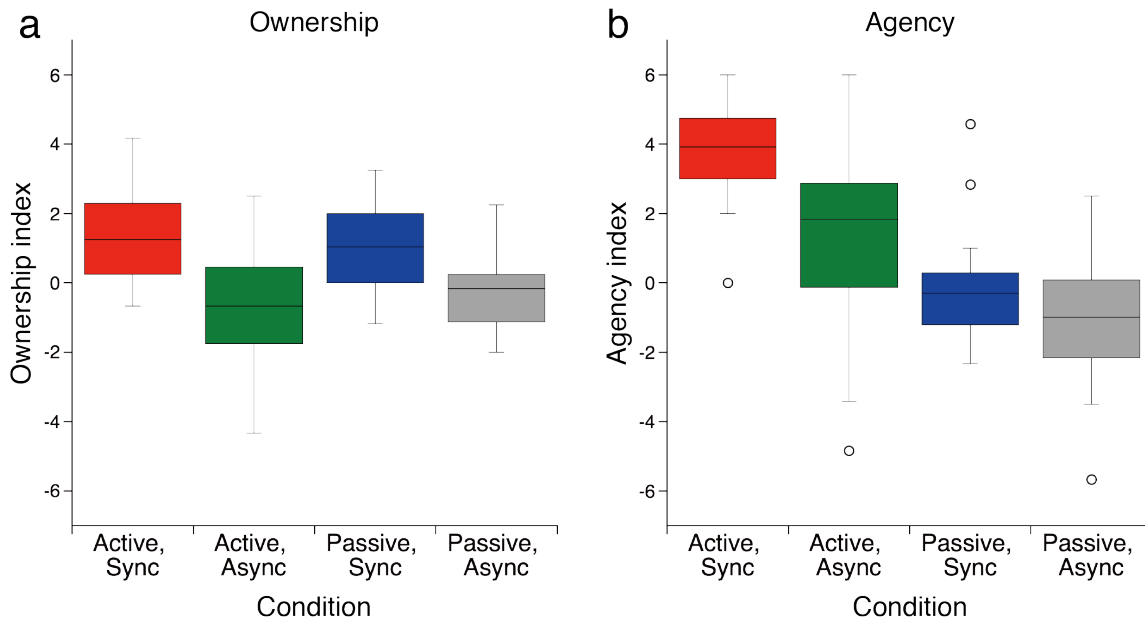 a
Ownership
Ownership index
6
4
2
0
-2
-4
-6
Active,
Sync
Active,
Async
Passive,
Sync
Passive,
Async
Condition
b
Agency
Agency index
6
4
2
0
-2
-4
-6
Active,
Sync
Active,
Async
Passive,
Sync
Passive,
Async
Condition